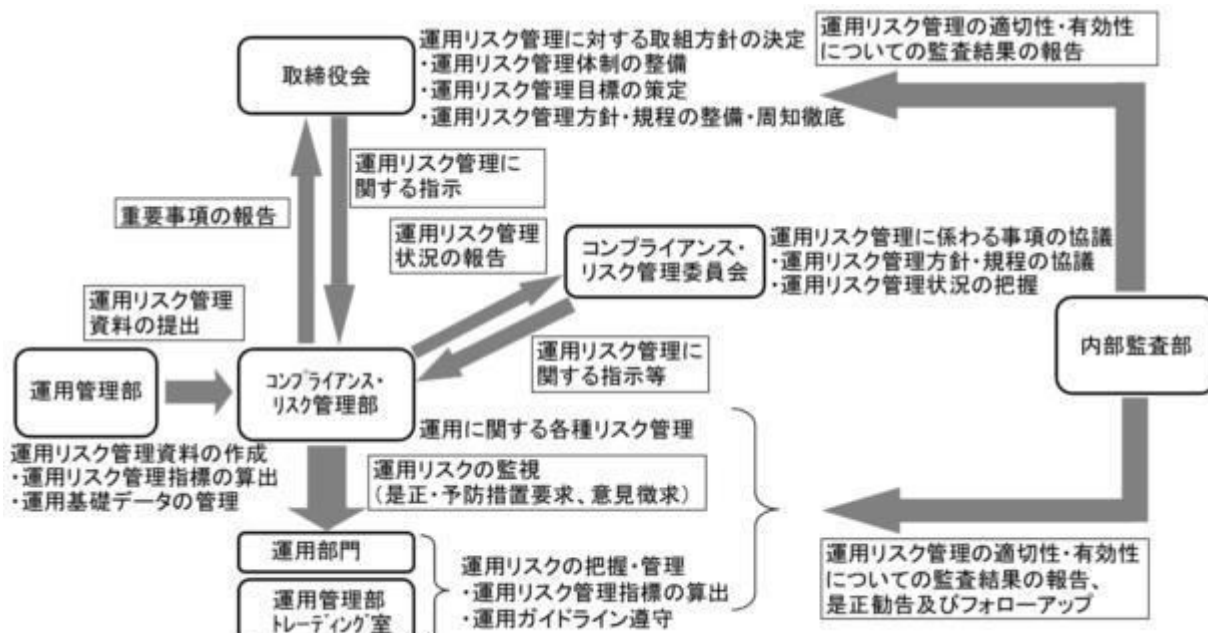 取締役会
運用リスク管理に対する取組方針の決定
・運用リスク管理体制の整備
・運用リスク管理目標の策定
・運用リスク管理方針・規程の整備・周知徹底
運用リスク管理の適切性・有効性
についての監査結果の報告
運用リスク管理に
関する指示
重要事項の報告
運用リスク管理
状況の報告
コンプライアンス・
リスク管理委員会
運用リスク管理に係わる事項の協議
・運用リスク管理方針・規程の協議
・運用リスク管理状況の把握
運用リスク管理
資料の提出
運用リスク管理に
関する指示等
内部監査部
運用管理部
コンプライアンス・
リスク管理部
運用に関する各種リスク管理
運用リスク管理資料の作成
・運用リスク管理指標の算出
・運用基礎データの管理
運用リスクの監視
(是正・予防措置要求、意見徴求)
運用部門
運用管理部
トレーディング室
運用リスクの把握・管理
・運用リスク管理指標の算出
・運用ガイドライン遵守
運用リスク管理の適切性・有効性
についての監査結果の報告、
是正勧告及びフォローアップ